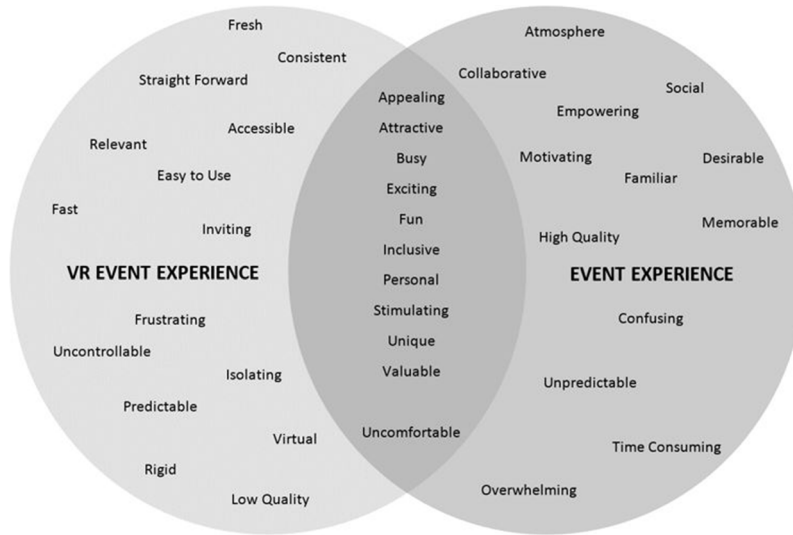 Fresh
Consistent
Straight Forward
Accessible
Relevant
Easy to Use
Fast
Inviting
VR EVENT EXPERIENCE
Frustrating
Uncontrollable
Isolating
Predictable
Virtual
Rigid
Low Quality
Appealing
Attractive
Busy
Exciting
Fun
Inclusive
Personal
Stimulating
Unique
Valuable
Uncomfortable
Atmosphere
Collaborative
Social
Empowering
Motivating
Desirable
Familiar
Memorable
High Quality
EVENT EXPERIENCE
Confusing
Unpredictable
Time Consuming
Overwhelming